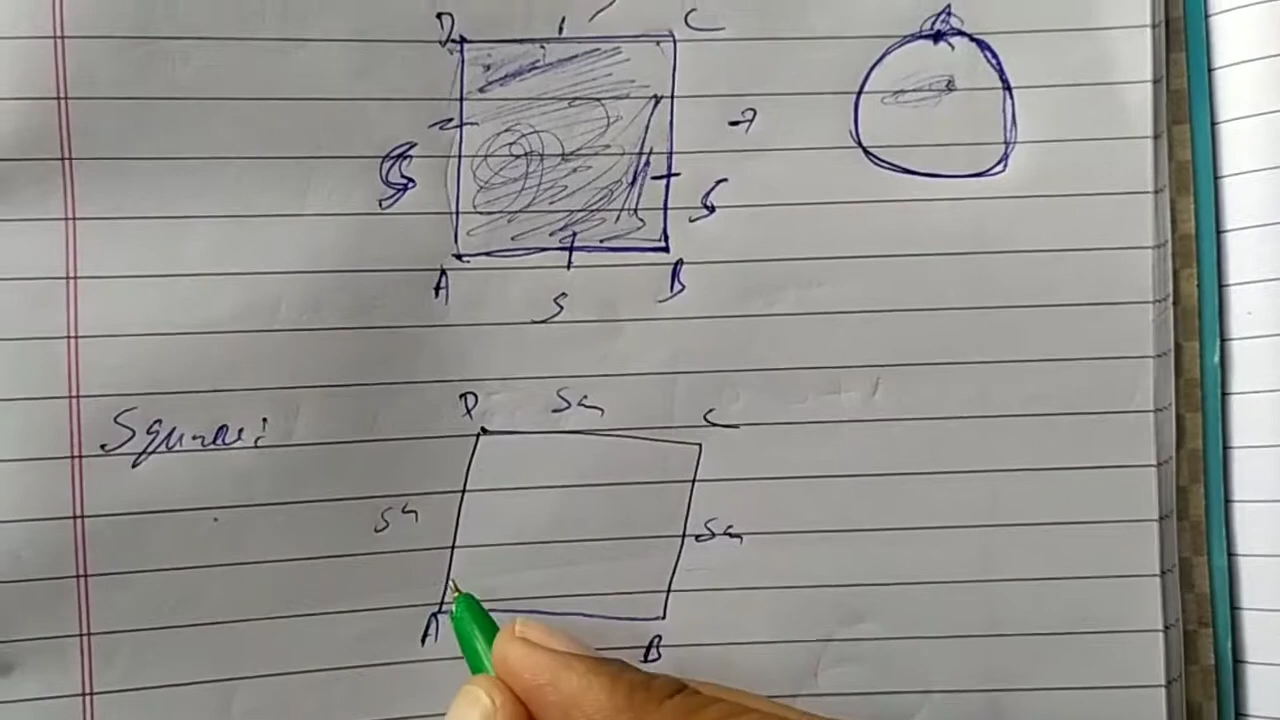 D C
S S
A B
S
D 5cm C
Square:
5cm 5cm
A B